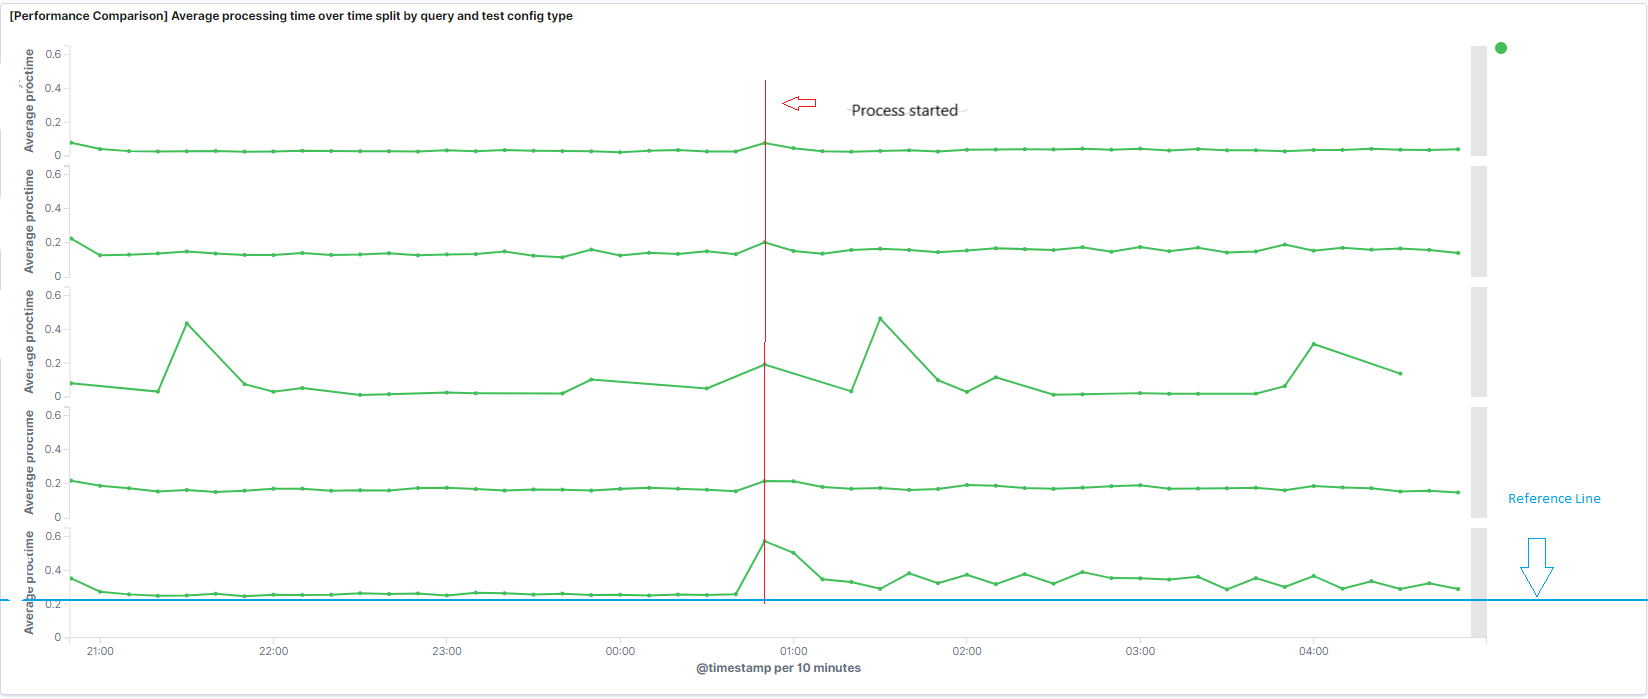 [Performance Comparison] Average processing time over time split by query and test config type
Average proctime
0.6
0.4
0.2
0
Process started
Average proctime
0.6
0.4
0.2
0
Average proctime
0.6
0.4
0.2
0
Average proctime
0.6
0.4
0.2
0
Reference Line
Average proctime
0.6
0.4
0.2
0
21:00 22:00 23:00 00:00 01:00 02:00 03:00 04:00
@timestamp per 10 minutes